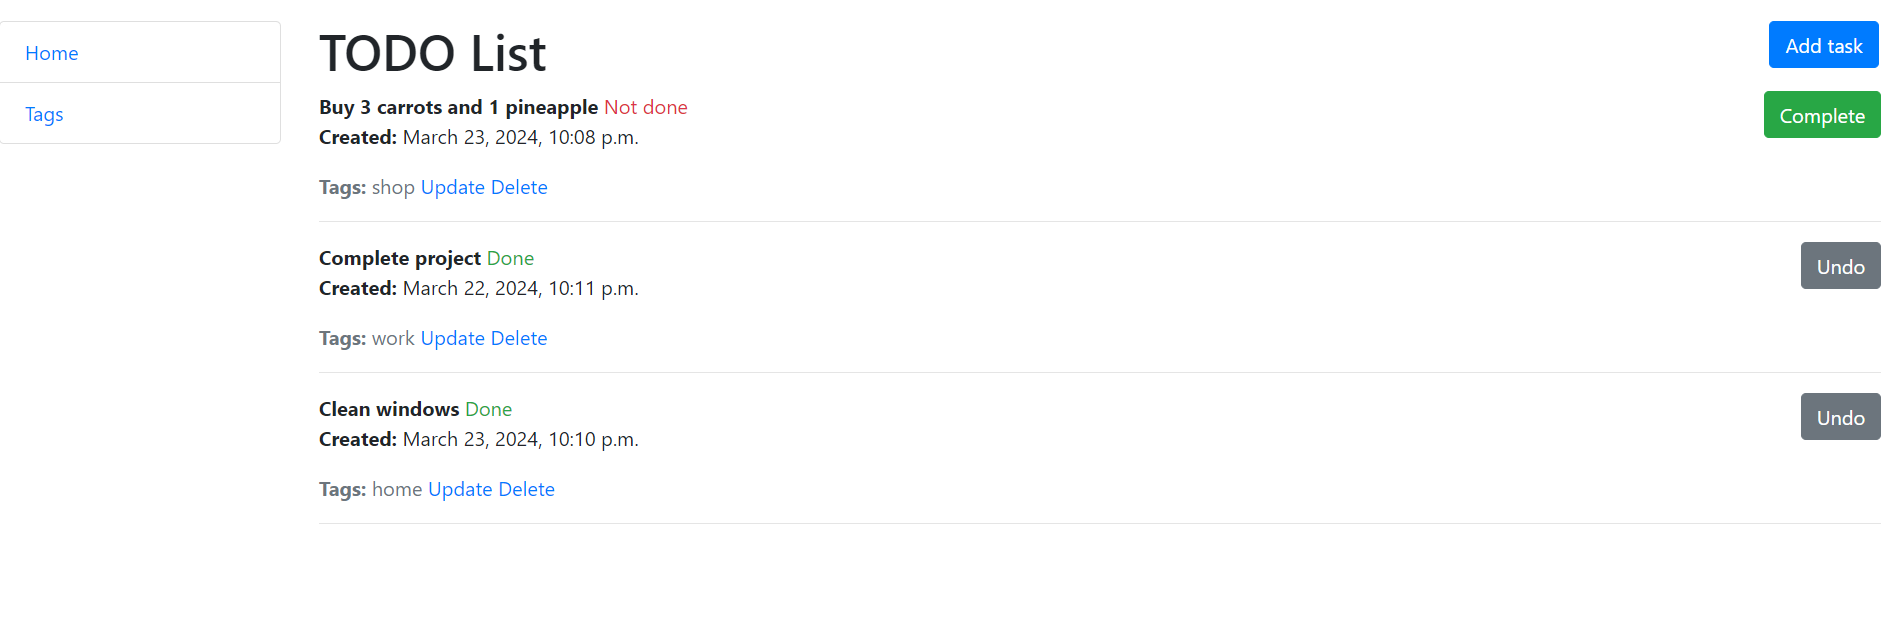 Home
Tags
TODO List
Add task
Buy 3 carrots and 1 pineapple Not done
Complete
Created: March 23, 2024, 10:08 p.m.
Tags: shop Update Delete
Complete project Done
Undo
Created: March 22, 2024, 10:11 p.m.
Tags: work Update Delete
Clean windows Done
Undo
Created: March 23, 2024, 10:10 p.m.
Tags: home Update Delete